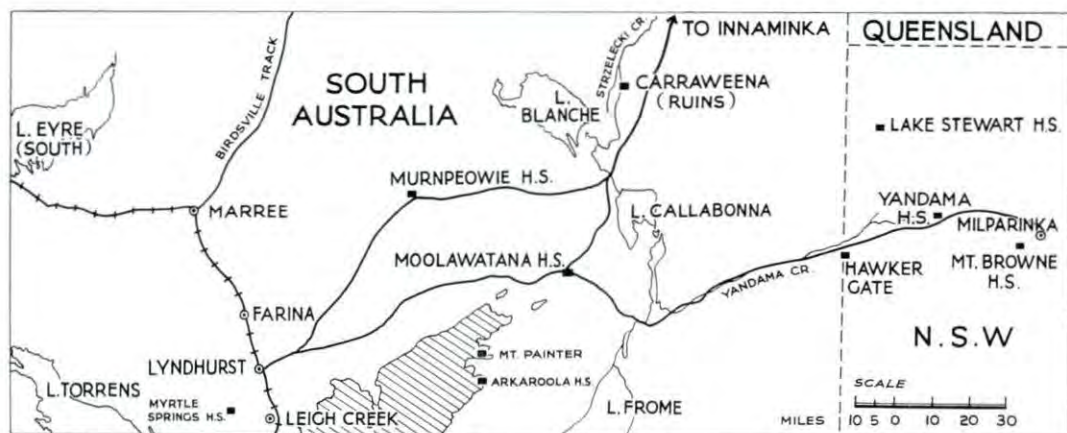 TO INNAMINKA
QUEENSLAND
STRZELECKI CR.
SOUTH
AUSTRALIA
BIRDSVILLE TRACK
L. EYRE
(SOUTH)
L.
BLANCHE
CARRAWEENA
(RUINS)
LAKE STEWART H.S.
MURNPEOWIE H.S.
MARREE
L. CALLABONNA
YANDAMA
H.S.
MILPARINKA
MOOLAWATANA H.S.
YANDAMA CR.
HAWKER
GATE
MT. BROWNE
H.S.
FARINA
N.S.W
LYNDHURST
MT. PAINTER
ARKAROOLA H.S.
L. TORRENS
MYRTLE
SPRINGS H.S.
LEIGH CREEK
L. FROME
SCALE
MILES
10 5 0 10 20 30